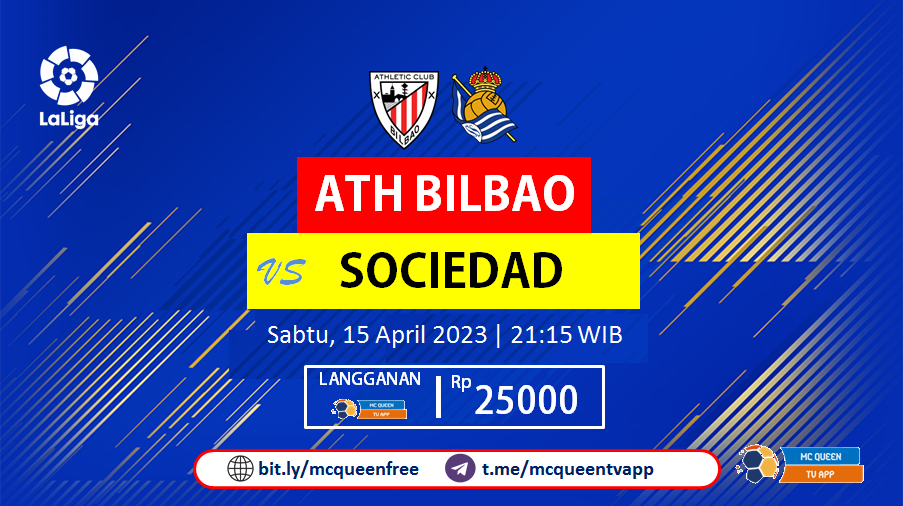 LaLiga
ATHLETIC CLUB
BILBAO
ATH BILBAO
VS SOCIEDAD
Sabtu, 15 April 2023 | 21:15 WIB
LANGGANAN | Rp 25000
MC QUEEN
TV APP
bit.ly/mcqueenfree t.me/mcqueentvapp
MC QUEEN
TV APP